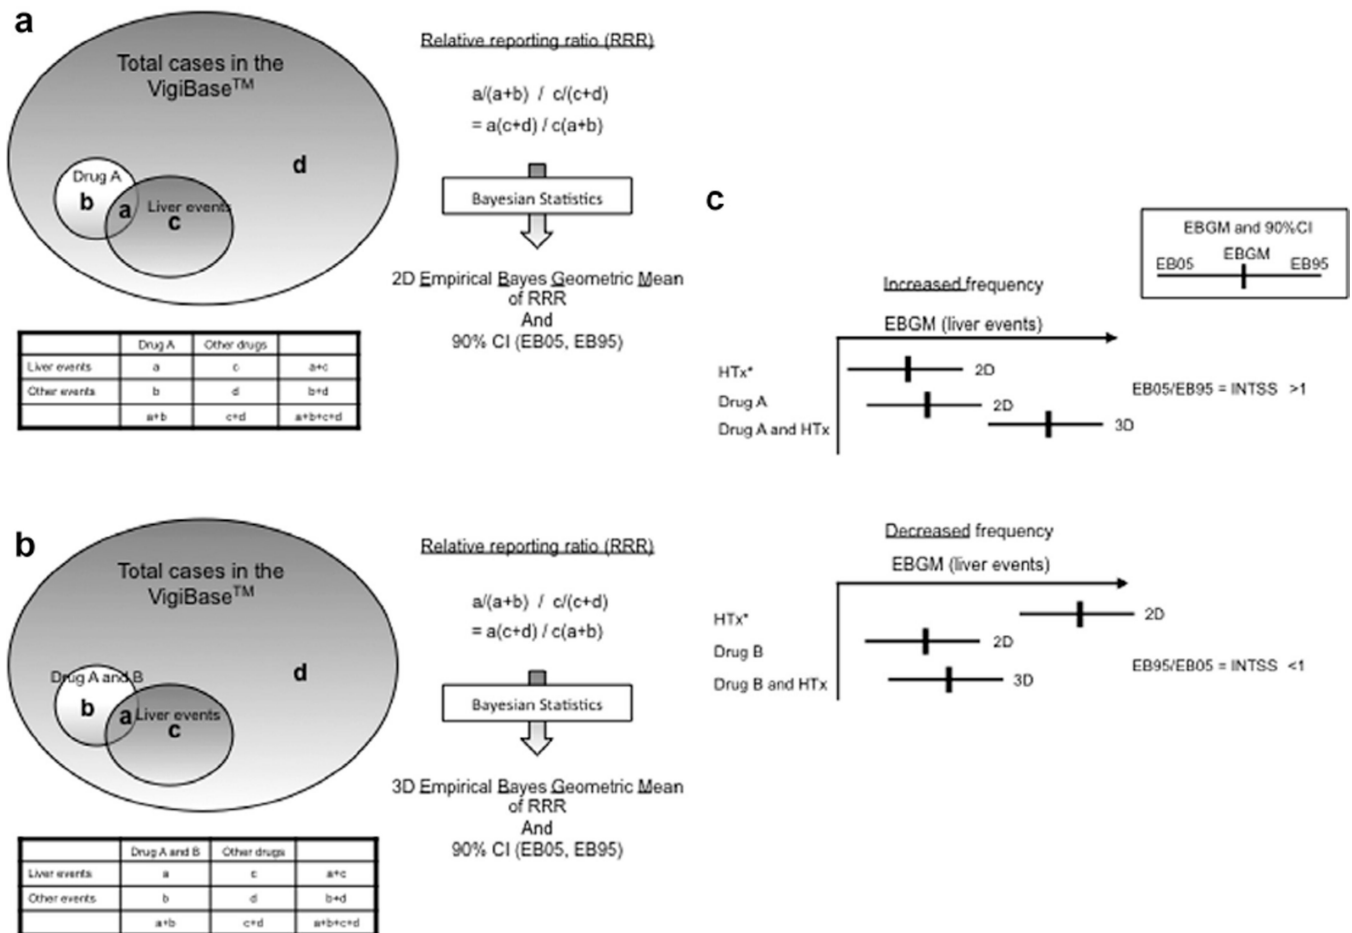 a
Total cases in the
VigiBase™
d
Drug A
b
a
Liver events
c
Drug A Other drugs
Liver events a c a+c
Other events b d b+d
a+b c+d a+b+c+d
Relative reporting ratio (RRR)
a/(a+b) / c/(c+d)
= a(c+d) / c(a+b)
Bayesian Statistics
2D Empirical Bayes Geometric Mean
of RRR
And
90% CI (EB05, EB95)
b
Total cases in the
VigiBase™
d
Drug A and B
b
a
Liver events
c
Drug A and B Other drugs
Liver events a c a+c
Other events b d b+d
a+b c+d a+b+c+d
Relative reporting ratio (RRR)
a/(a+b) / c/(c+d)
= a(c+d) / c(a+b)
Bayesian Statistics
3D Empirical Bayes Geometric Mean
of RRR
And
90% CI (EB05, EB95)
c
EBGM and 90%CI
EB05 EBGM EB95
Increased frequency
EBGM (liver events)
HTx* 2D
Drug A 2D
Drug A and HTx 3D
EB05/EB95 = INTSS >1
Decreased frequency
EBGM (liver events)
HTx* 2D
Drug B 2D
Drug B and HTx 3D
EB95/EB05 = INTSS <1